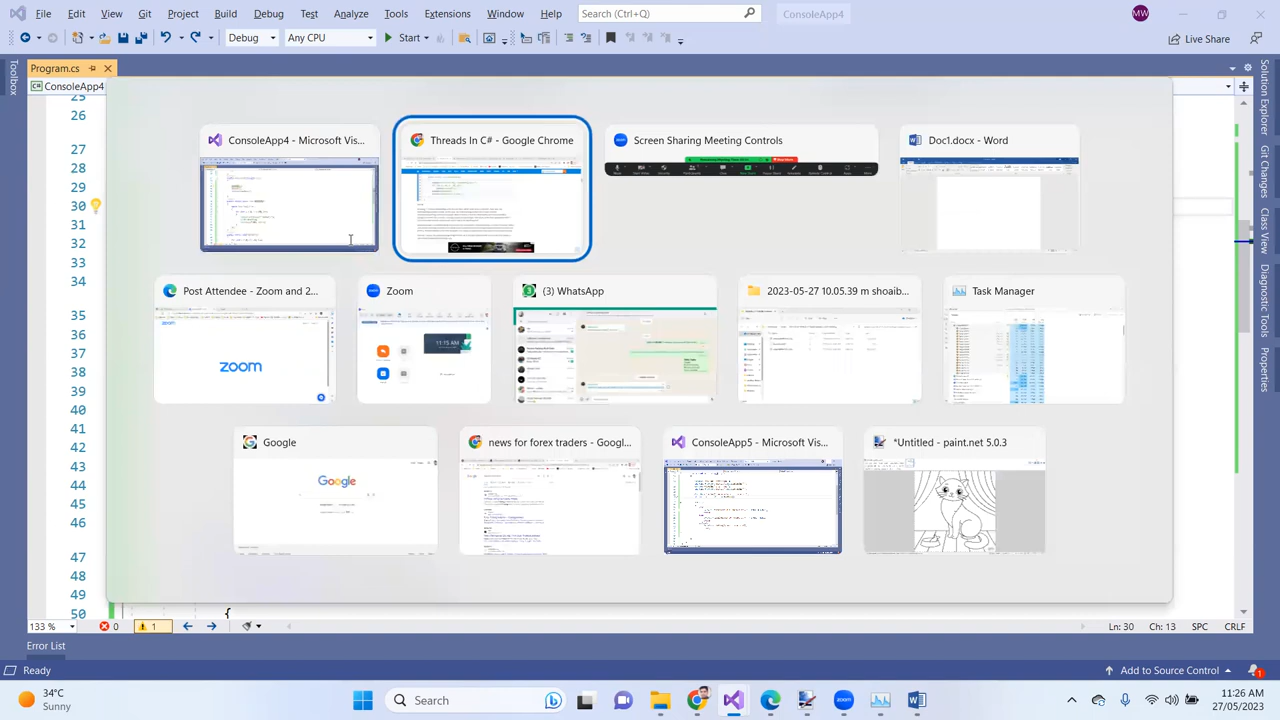 File Edit View Git Project Build Debug Test Analyze Tools Extensions Window Help Search (Ctrl+Q) ConsoleApp4 MW
Debug Any CPU Start Live Share
Toolbox
Program.cs
ConsoleApp4
25
26
27
28
29
30
31
32
33
34
35
36
37
38
39
40
41
42
43
44
45
46
47
48
49
50
{
ConsoleApp4 - Microsoft Vis...
Threads In C# - Google Chrome
Screen Sharing Meeting Controls
Doc1.docx - Word
Post Attendee - Zoom and 2...
zoom
Zoom
11:15 AM
(3) WhatsApp
2023-05-27 10.05.39 m shoaib...
Task Manager
Google
Google
news for forex traders - Googl...
ConsoleApp5 - Microsoft Vis...
*Untitled - paint.net 5.0.3
Solution Explorer
Git Changes
Class View
Diagnostic Tools
Properties
133 % 0 1 Ln: 30 Ch: 13 SPC CRLF
Error List
Ready Add to Source Control 1
34°C
Sunny
Search
zoom
11:26 AM
27/05/2023